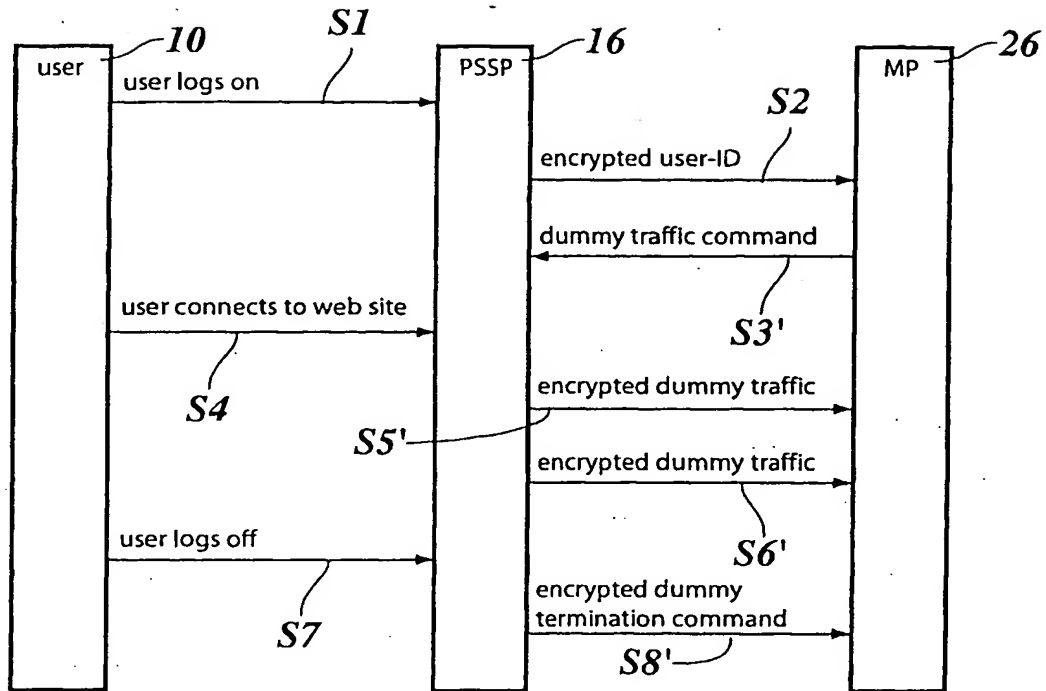 10
S1
16
26
user
PSSP
MP
user logs on
S2
encrypted user-ID
dummy traffic command
S3'
user connects to web site
S4
encrypted dummy traffic
S5'
encrypted dummy traffic
S6'
user logs off
S7
encrypted dummy
termination command
S8'